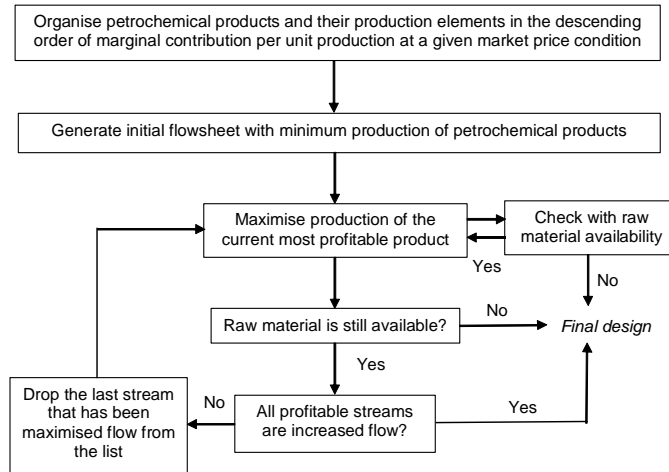 Organise petrochemical products and their production elements in the descending
order of marginal contribution per unit production at a given market price condition
Generate initial flowsheet with minimum production of petrochemical products
Maximise production of the
current most profitable product
Check with raw
material availability
Yes
No
Raw material is still available?
No
Final design
Yes
Drop the last stream
that has been
maximised flow from
the list
No
All profitable streams
are increased flow?
Yes